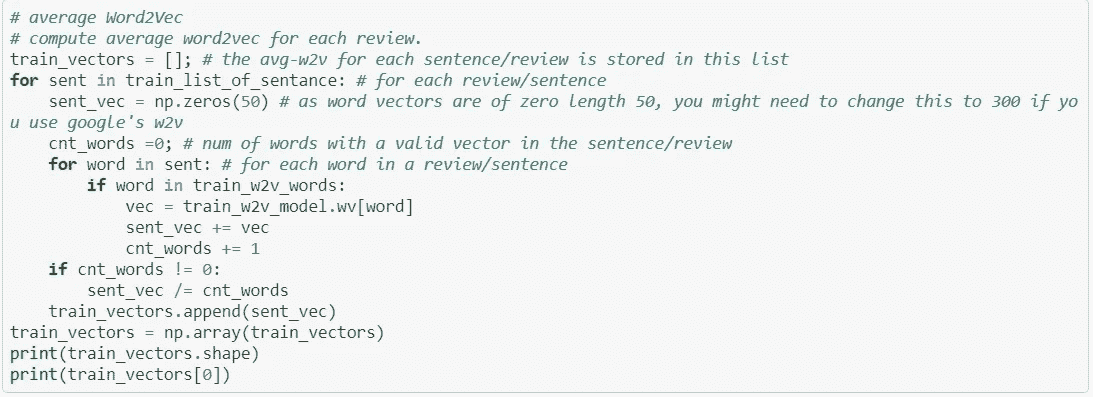 # average Word2Vec
# compute average word2vec for each review.
train_vectors = []; # the avg-w2v for each sentence/review is stored in this list
for sent in train_list_of_sentance: # for each review/sentence
    sent_vec = np.zeros(50) # as word vectors are of zero length 50, you might need to change this to 300 if yo
u use google's w2v
    cnt_words =0; # num of words with a valid vector in the sentence/review
    for word in sent: # for each word in a review/sentence
        if word in train_w2v_words:
            vec = train_w2v_model.wv[word]
            sent_vec += vec
            cnt_words += 1
    if cnt_words != 0:
        sent_vec /= cnt_words
    train_vectors.append(sent_vec)
train_vectors = np.array(train_vectors)
print(train_vectors.shape)
print(train_vectors[0])